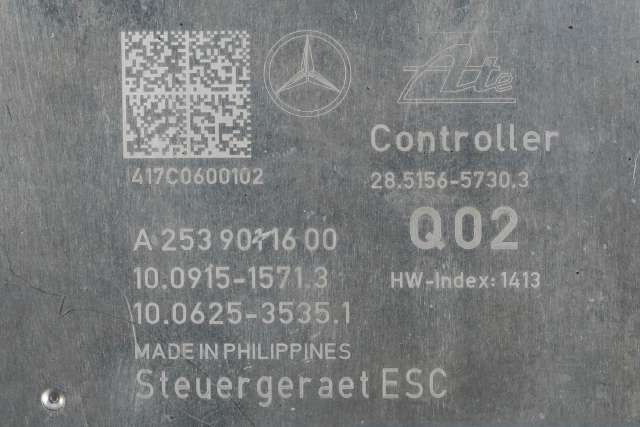 Ate
Controller
417C0600102
28.5156-5730.3
A 253 901 16 00
Q02
10.0915-1571.3
HW-Index: 1413
10.0625-3535.1
MADE IN PHILIPPINES
Steuergeraet ESC